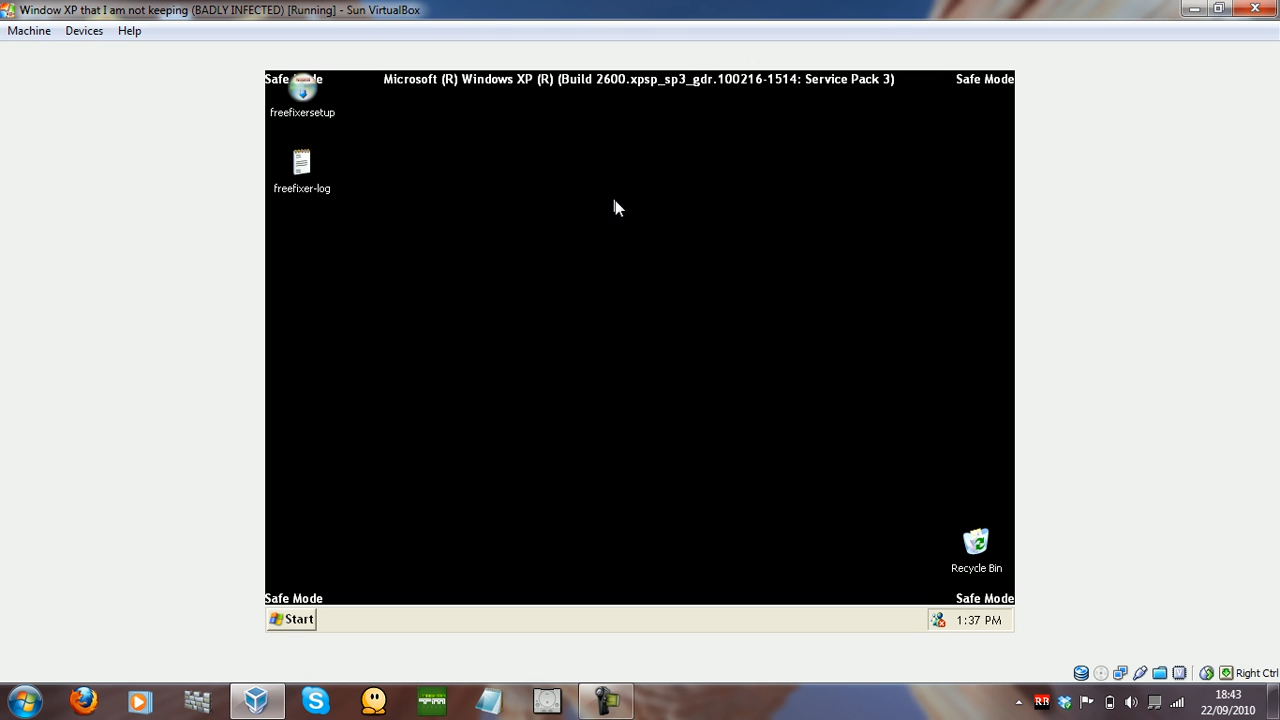 Window XP that I am not keeping (BADLY INFECTED) [Running] - Sun VirtualBox
Machine Devices Help
Safe Mode Microsoft (R) Windows XP (R) (Build 2600.xpsp_sp3_gdr.100216-1514: Service Pack 3) Safe Mode
freefixersetup
freefixer-log
Recycle Bin
Safe Mode Safe Mode
Start 1:37 PM
Right Ctrl
RR 18:43
22/09/2010